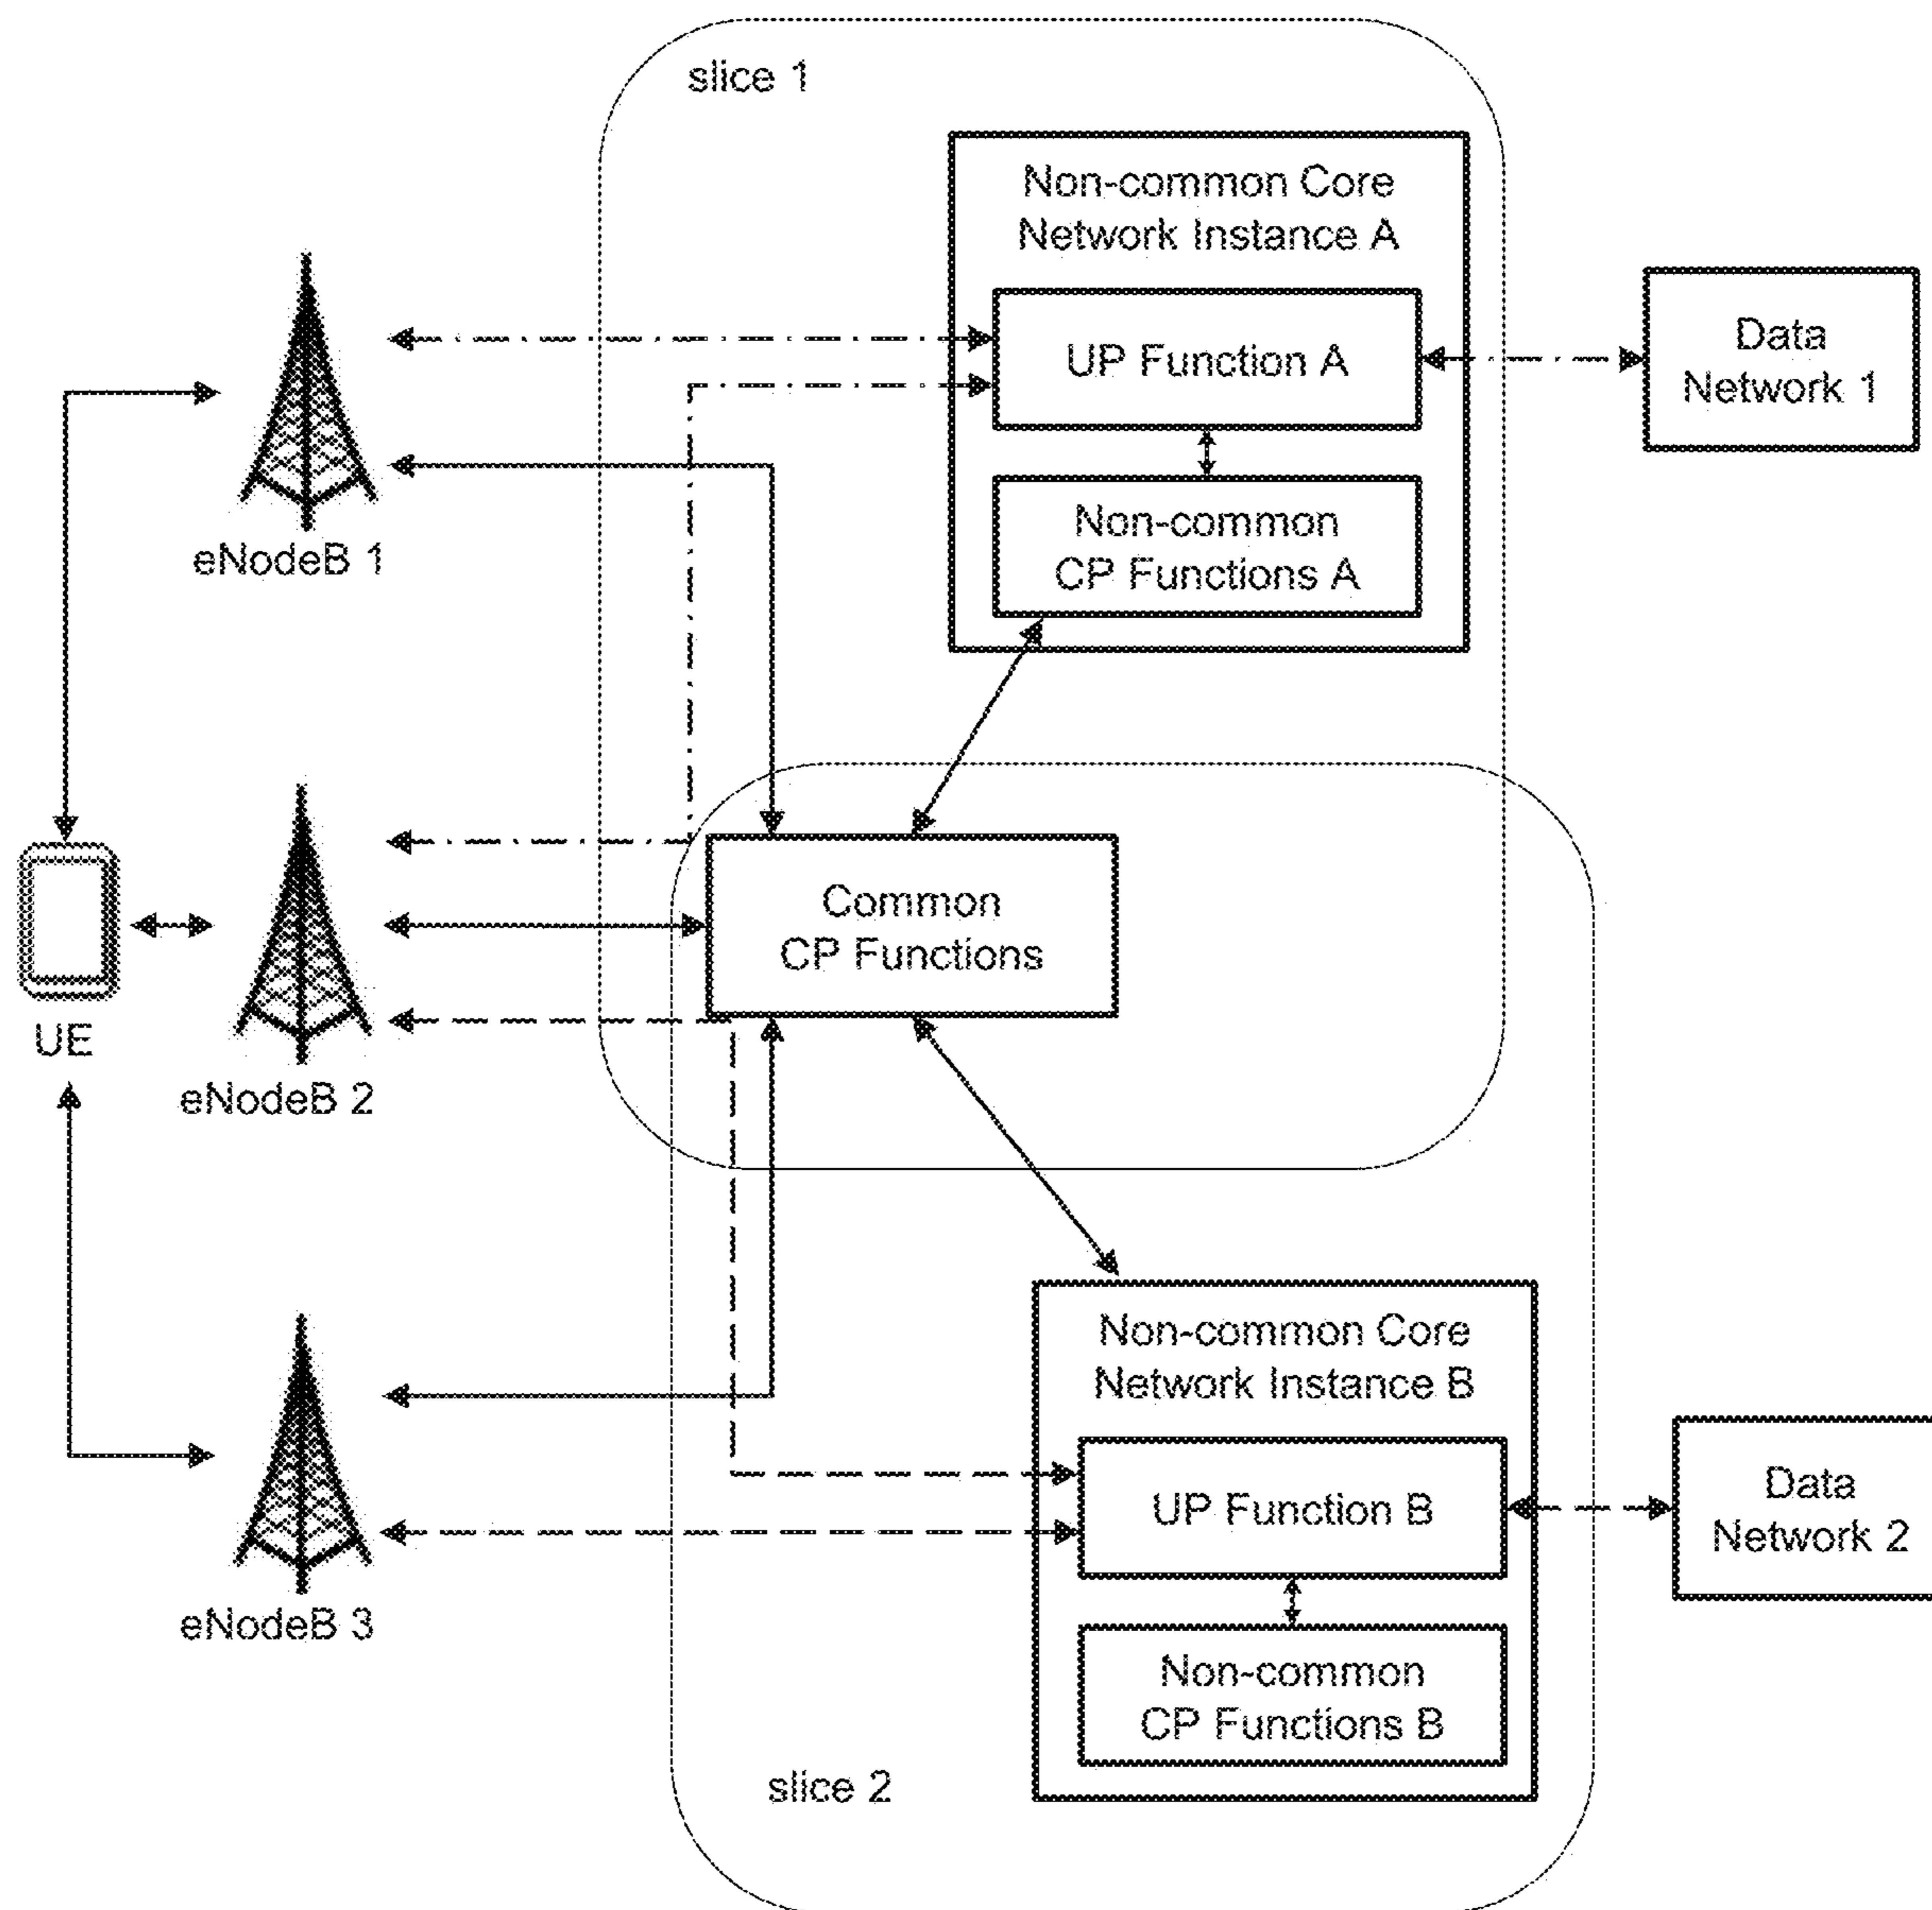 slice 1
Non-common Core
Network Instance A
UP Function A
Data
Network 1
Non-common
CP Functions A
eNodeB 1
Common
CP Functions
UE
eNodeB 2
Non-common Core
Network Instance B
UP Function B
Data
Network 2
eNodeB 3
Non-common
CP Functions B
slice 2